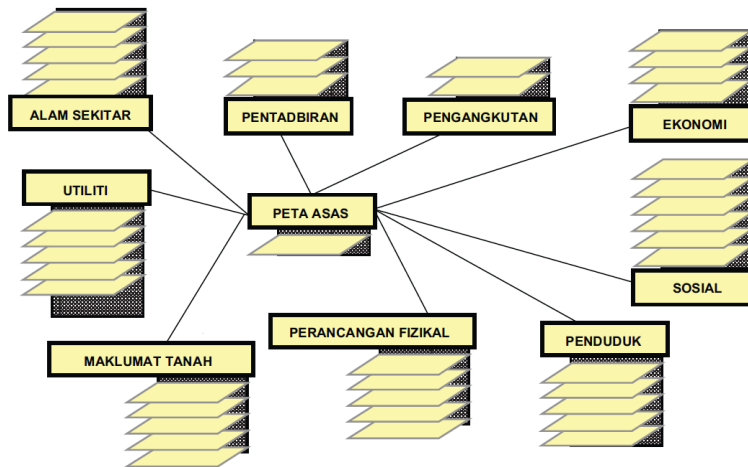 ALAM SEKITAR
PENTADBIRAN
PENGANGKUTAN
EKONOMI
UTILITI
PETA ASAS
SOSIAL
MAKLUMAT TANAH
PERANCANGAN FIZIKAL
PENDUDUK